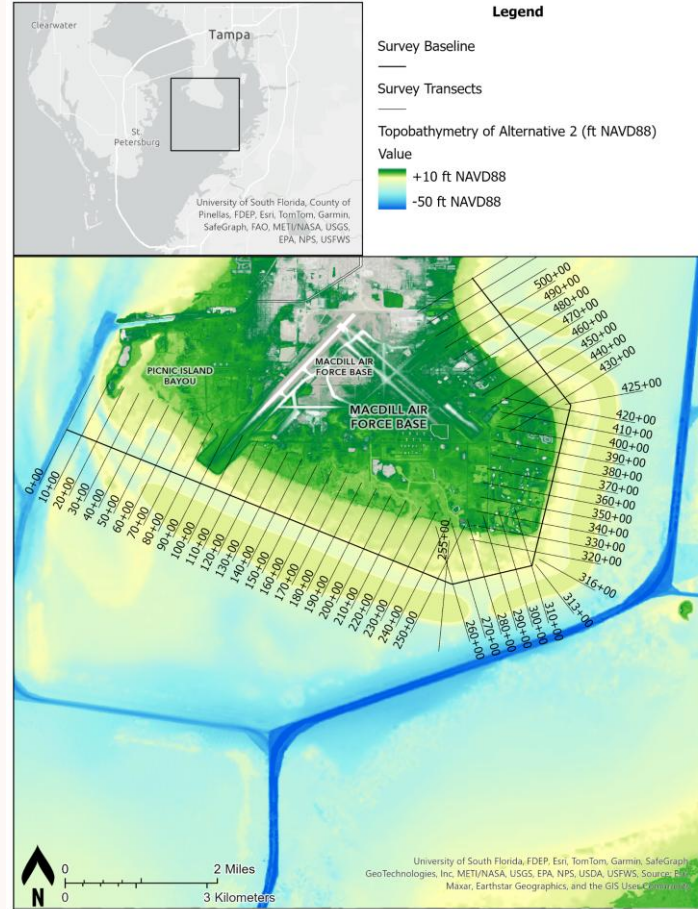 Clearwater
Tampa
St.
Petersburg
University of South Florida, County of
Pinellas, FDEP, Esri, TomTom, Garmin,
SafeGraph, FAO, METI/NASA, USGS,
EPA, NPS, USFWS
Legend
Survey Baseline
Survey Transects
Topobathymetry of Alternative 2 (ft NAVD88)
Value
+10 ft NAVD88
-50 ft NAVD88
500+00
490+00
480+00
470+00
460+00
450+00
440+00
430+00
425+00
420+00
410+00
400+00
390+00
380+00
370+00
360+00
350+00
340+00
330+00
320+00
316+00
313+00
310+00
300+00
290+00
280+00
270+00
260+00
255+00
PICNIC ISLAND
BAYOU
MACDILL AIR
FORCE BASE
MACDILL AIR
FORCE BASE
0+00
10+00
20+00
30+00
40+00
50+00
60+00
70+00
80+00
90+00
100+00
110+00
120+00
130+00
140+00
150+00
160+00
170+00
180+00
190+00
200+00
210+00
220+00
230+00
240+00
250+00
N
0 2 Miles
0 3 Kilometers
University of South Florida, FDEP, Esri, TomTom, Garmin, SafeGraph,
GeoTechnologies, Inc, METI/NASA, USGS, EPA, NPS, USDA, USFWS, Source: Esri,
Maxar, Earthstar Geographics, and the GIS User Community